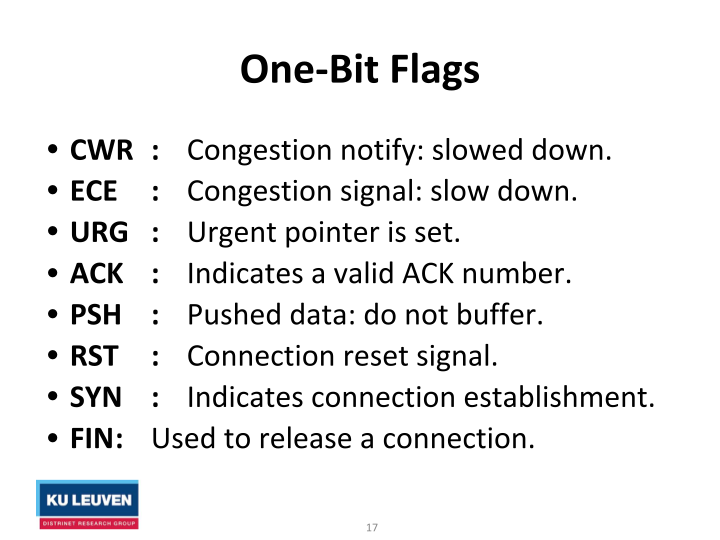 One-Bit Flags
• CWR : Congestion notify: slowed down.
• ECE : Congestion signal: slow down.
• URG : Urgent pointer is set.
• ACK : Indicates a valid ACK number.
• PSH : Pushed data: do not buffer.
• RST : Connection reset signal.
• SYN : Indicates connection establishment.
• FIN: Used to release a connection.
KU LEUVEN
DISTRINET RESEARCH GROUP
17